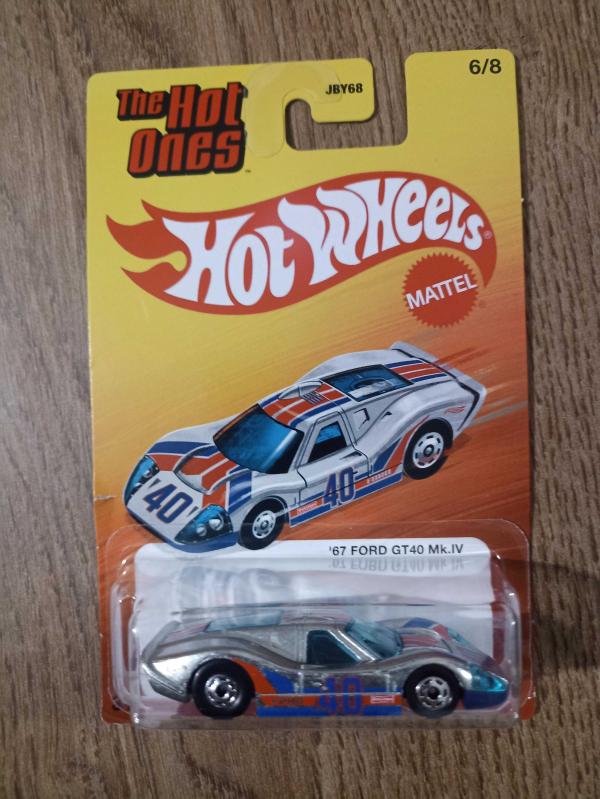 The Hot
Ones
JBY68
6/8
Hot Wheels®
MATTEL
40
40
'67 FORD GT40 Mk.IV
40